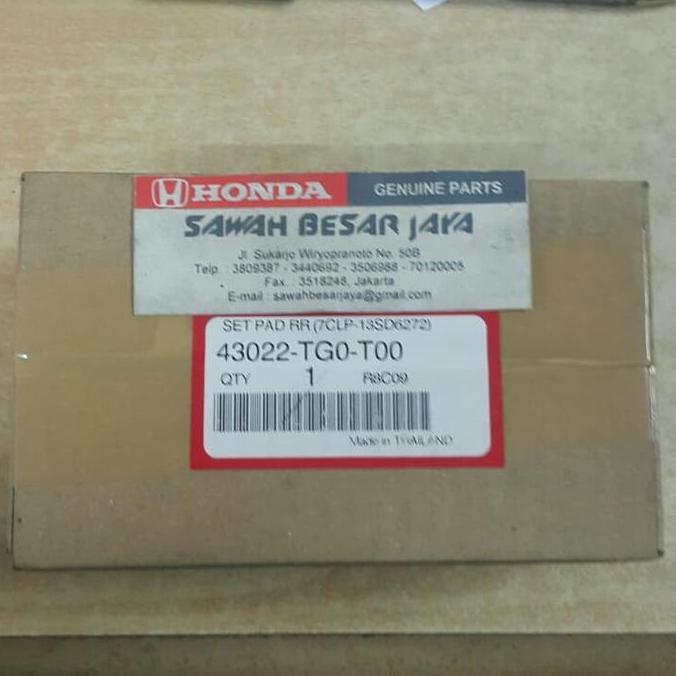 HONDA GENUINE PARTS
SAWAH BESAR JAYA
Jl. Sukarjo Wiryopranoto No. 50B
Telp. : 3809387 - 3440692 - 3506988 - 70120005
Fax. : 3518248, Jakarta
E-mail : sawahbesarjaya@gmail.com
SET PAD RR (7CLP-13SD6272)
43022-TG0-T00
QTY 1 R8C09
Made in THAILAND